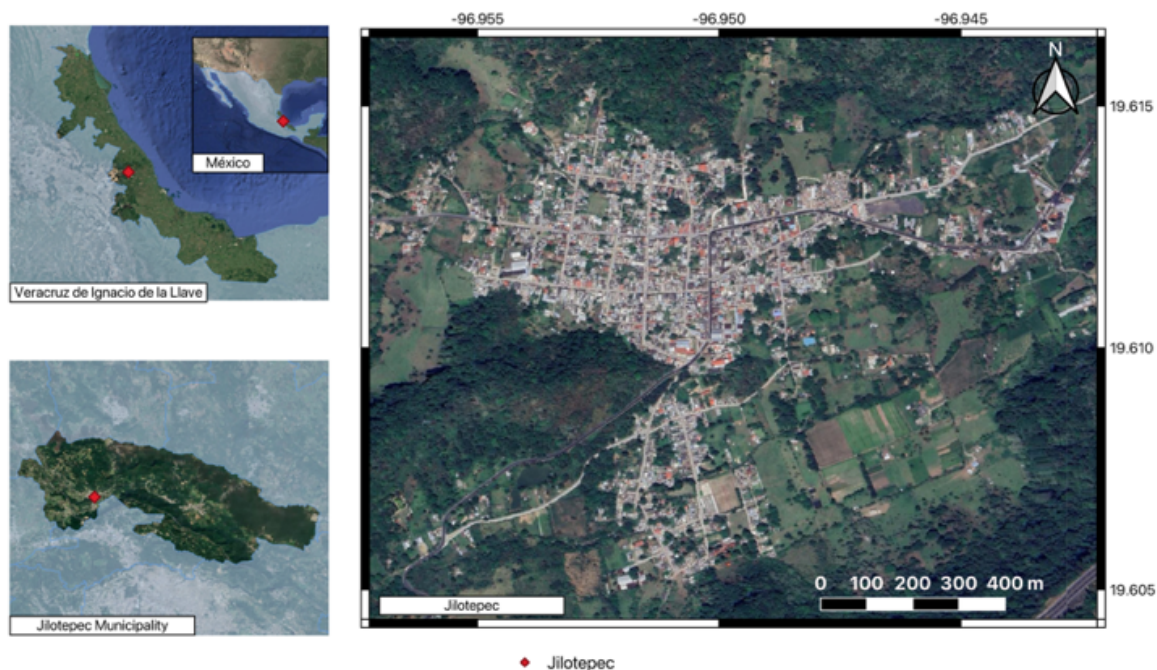 -96.955 -96.950 -96.945
N
19.615
México
Veracruz de Ignacio de la Llave
19.610
0 100 200 300 400 m
Jilotepec
19.605
Jilotepec Municipality
Jilotepec